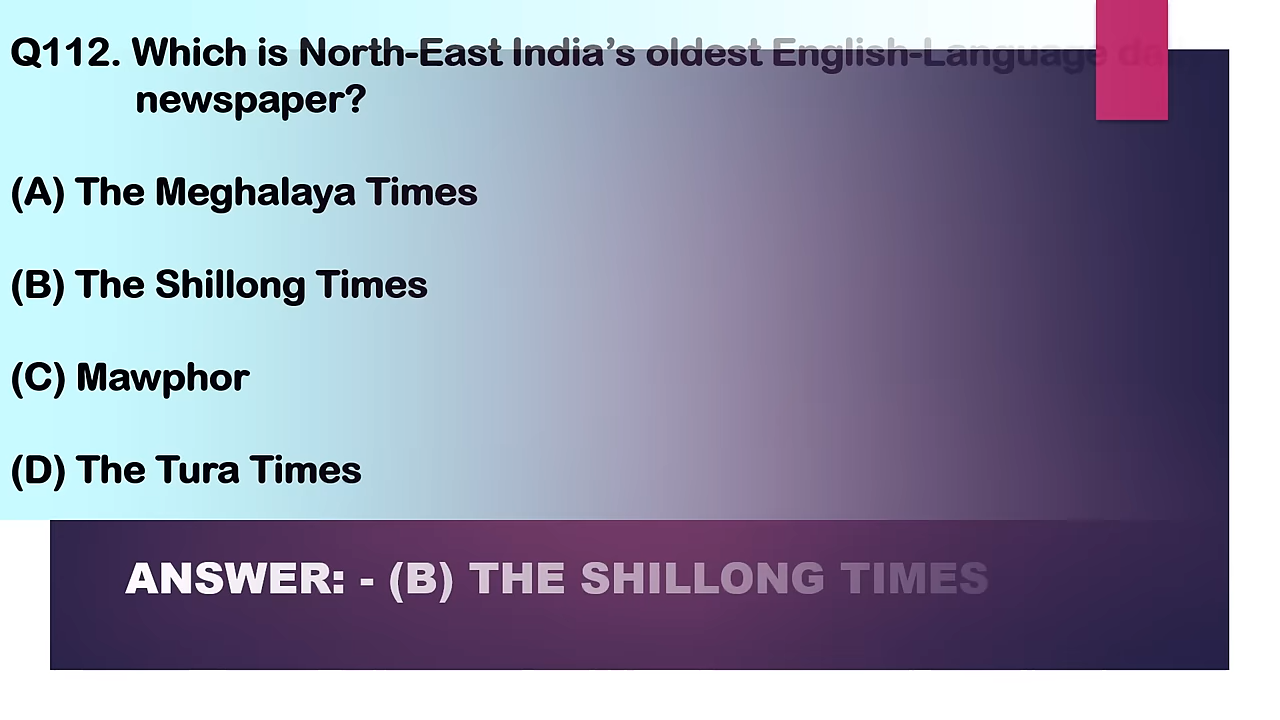 Q112. Which is North-East India's oldest English-Language
newspaper?
(A) The Meghalaya Times
(B) The Shillong Times
(C) Mawphor
(D) The Tura Times
ANSWER: - (B) THE SHILLONG TIMES